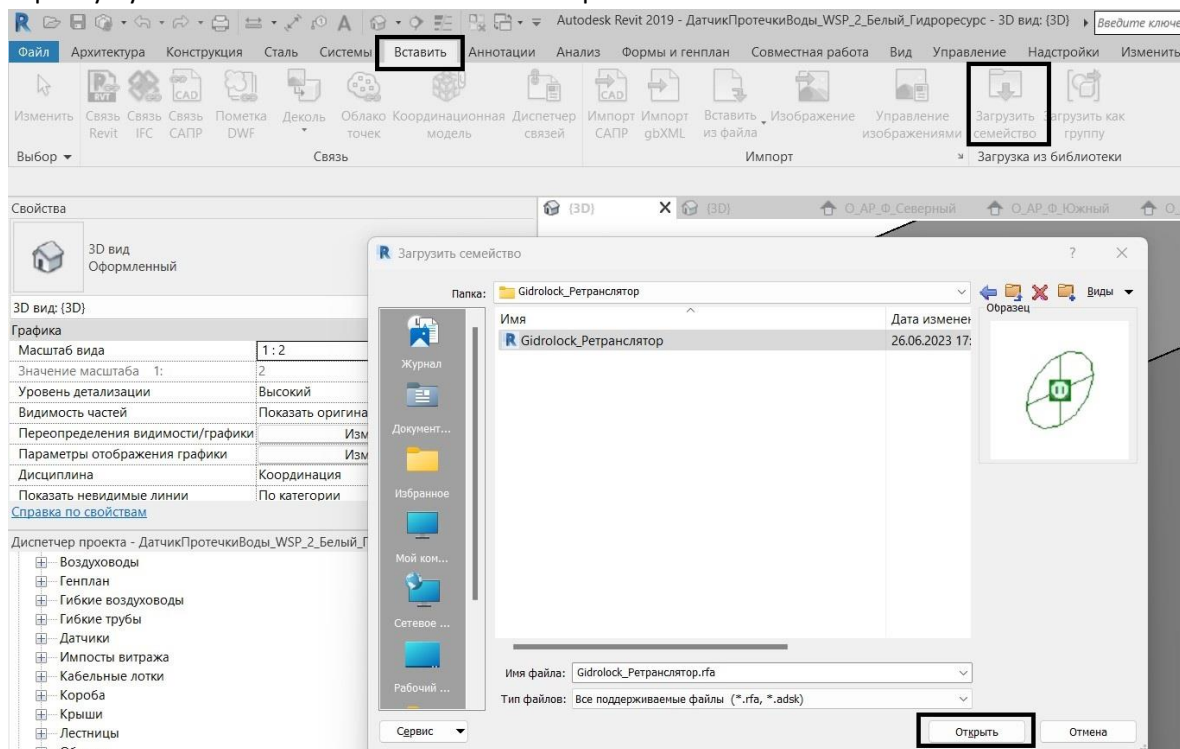 Autodesk Revit 2019 - ДатчикПротечкиВоды_WSP_2_Белый_Гидроресурс - 3D вид: {3D}
Введите ключе
Файл Архитектура Конструкция Сталь Системы Вставить Аннотации Анализ Формы и генплан Совместная работа Вид Управление Надстройки Изменить
Изменить Связь Связь Связь Пометка Деколь Облако Координационная Диспетчер Импорт Импорт Вставить Изображение Управление Загрузить Загрузить как
Revit IFC САПР DWF точек модель связей САПР gbXML из файла изображениями семейство группу
Выбор Связь Импорт Загрузка из библиотеки
Свойства
{3D} {3D} О_АР_Ф_Северный О_АР_Ф_Южный О_
3D вид
Оформленный
3D вид: {3D}
Графика
Масштаб вида 1 : 2
Значение масштаба 1: 2
Уровень детализации Высокий
Видимость частей Показать оригина
Переопределения видимости/графики Изм
Параметры отображения графики Изм
Дисциплина Координация
Показать невидимые линии По категории
Справка по свойствам
Диспетчер проекта - ДатчикПротечкиВоды_WSP_2_Белый_Г
Воздуховоды
Генплан
Гибкие воздуховоды
Гибкие трубы
Датчики
Импосты витража
Кабельные лотки
Короба
Крыши
Лестницы
Загрузить семейство
Папка: Gidrolock_Ретранслятор
Виды
Имя Дата изменен
Образец
Gidrolock_Ретранслятор 26.06.2023 17:
Журнал
Документ...
Избранное
Мой ком...
Сетевое ...
Рабочий ...
Имя файла: Gidrolock_Ретранслятор.rfa
Тип файлов: Все поддерживаемые файлы (*.rfa, *.adsk)
Сервис Открыть Отмена